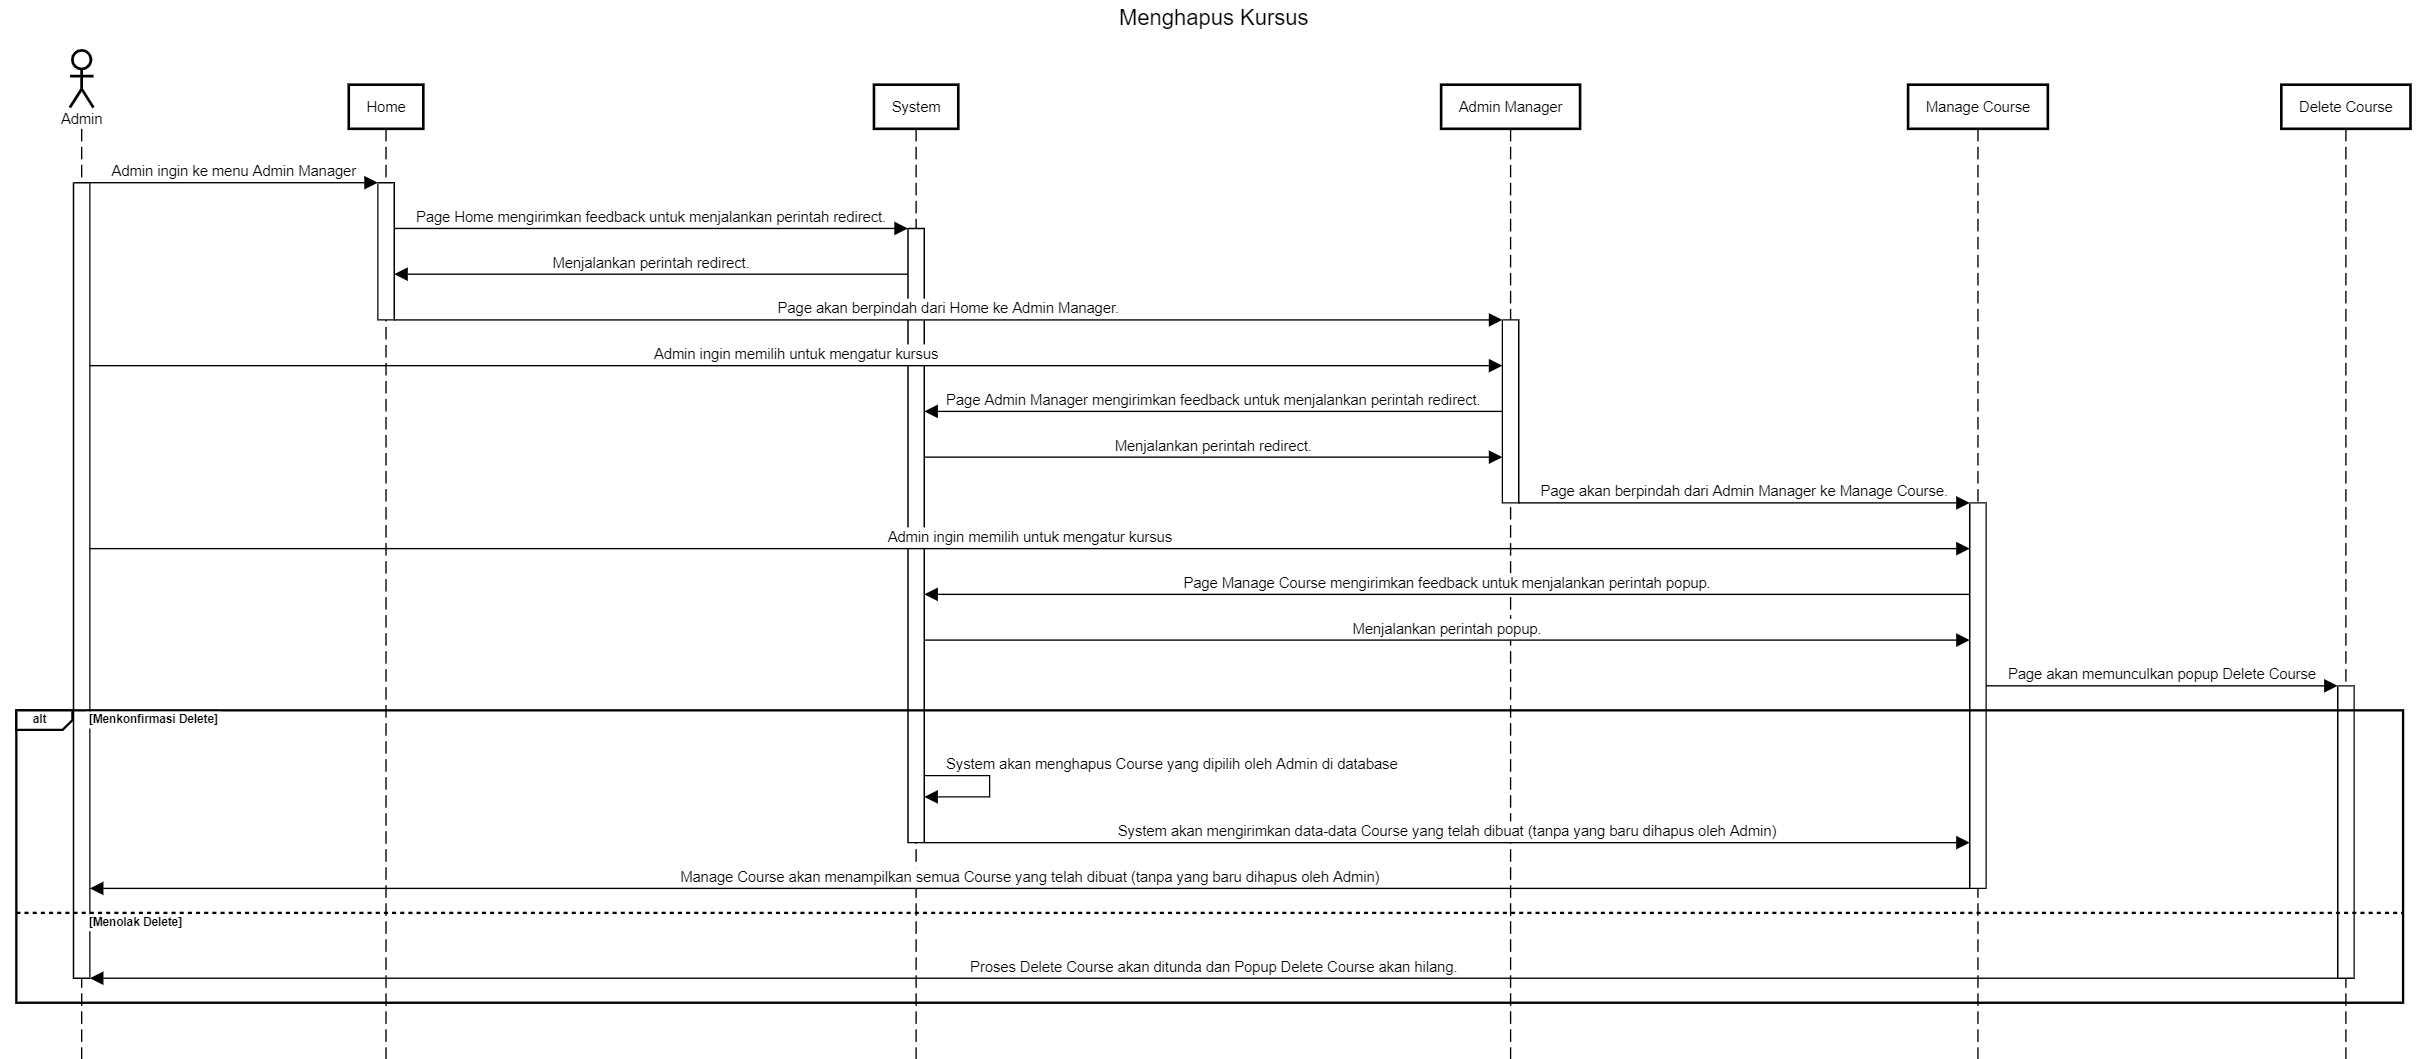 Menghapus Kursus
Admin
Home
System
Admin Manager
Manage Course
Delete Course
Admin ingin ke menu Admin Manager
Page Home mengirimkan feedback untuk menjalankan perintah redirect.
Menjalankan perintah redirect.
Page akan berpindah dari Home ke Admin Manager.
Admin ingin memilih untuk mengatur kursus
Page Admin Manager mengirimkan feedback untuk menjalankan perintah redirect.
Menjalankan perintah redirect.
Page akan berpindah dari Admin Manager ke Manage Course.
Admin ingin memilih untuk mengatur kursus
Page Manage Course mengirimkan feedback untuk menjalankan perintah popup.
Menjalankan perintah popup.
Page akan memunculkan popup Delete Course
alt
[Menkonfirmasi Delete]
System akan menghapus Course yang dipilih oleh Admin di database
System akan mengirimkan data-data Course yang telah dibuat (tanpa yang baru dihapus oleh Admin)
Manage Course akan menampilkan semua Course yang telah dibuat (tanpa yang baru dihapus oleh Admin)
[Menolak Delete]
Proses Delete Course akan ditunda dan Popup Delete Course akan hilang.